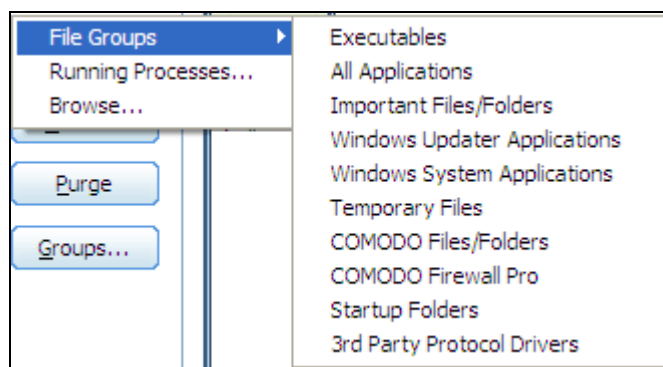 File Groups
Running Processes...
Browse...
Purge
Groups...
Executables
All Applications
Important Files/Folders
Windows Updater Applications
Windows System Applications
Temporary Files
COMODO Files/Folders
COMODO Firewall Pro
Startup Folders
3rd Party Protocol Drivers